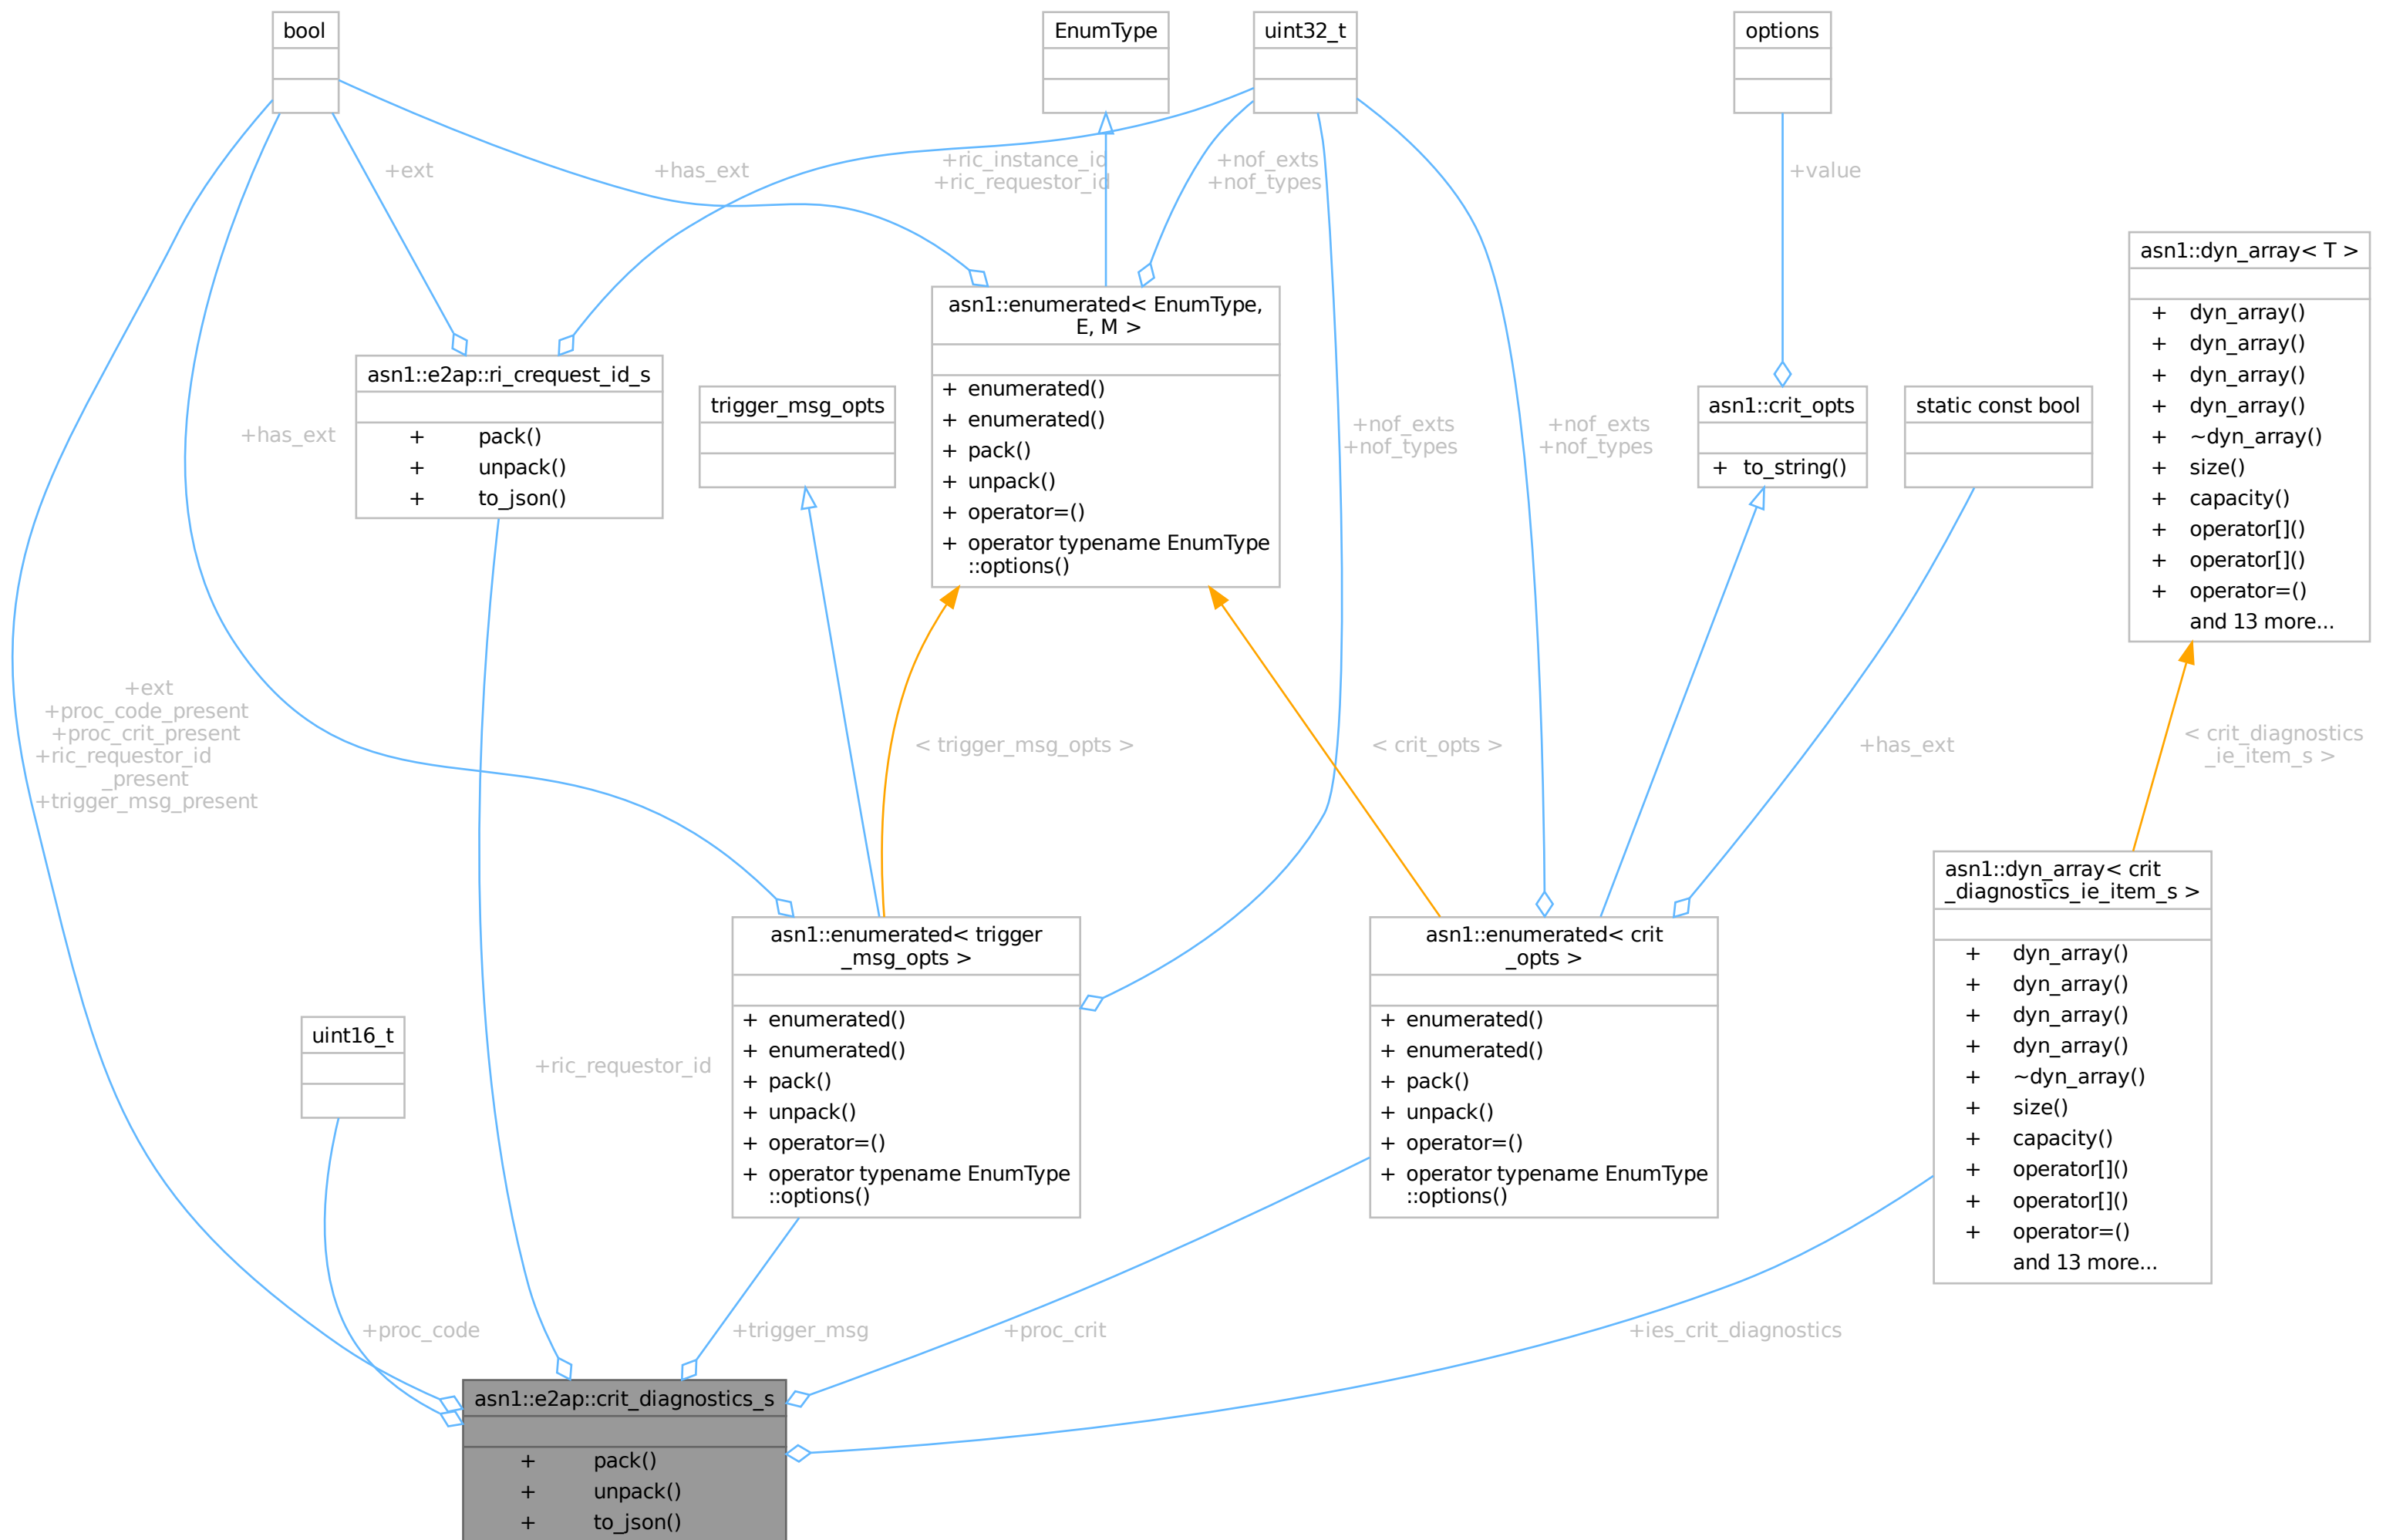 bool
EnumType
uint32_t
options
+ext
+has_ext
+ric_instance_id
+ric_requestor_id
+nof_exts
+nof_types
+value
asn1::dyn_array< T >
+ dyn_array()
+ dyn_array()
+ dyn_array()
+ dyn_array()
+ ~dyn_array()
+ size()
+ capacity()
+ operator[]()
+ operator[]()
+ operator=()
and 13 more...
asn1::enumerated< EnumType,
E, M >
+ enumerated()
+ enumerated()
+ pack()
+ unpack()
+ operator=()
+ operator typename EnumType
::options()
asn1::e2ap::ri_crequest_id_s
+ pack()
+ unpack()
+ to_json()
trigger_msg_opts
asn1::crit_opts
+ to_string()
static const bool
+has_ext
+nof_exts
+nof_types
+nof_exts
+nof_types
+ext
+proc_code_present
+proc_crit_present
+ric_requestor_id
_present
+trigger_msg_present
< trigger_msg_opts >
< crit_opts >
+has_ext
< crit_diagnostics
_ie_item_s >
asn1::dyn_array< crit
_diagnostics_ie_item_s >
+ dyn_array()
+ dyn_array()
+ dyn_array()
+ dyn_array()
+ ~dyn_array()
+ size()
+ capacity()
+ operator[]()
+ operator[]()
+ operator=()
and 13 more...
asn1::enumerated< trigger
_msg_opts >
+ enumerated()
+ enumerated()
+ pack()
+ unpack()
+ operator=()
+ operator typename EnumType
::options()
asn1::enumerated< crit
_opts >
+ enumerated()
+ enumerated()
+ pack()
+ unpack()
+ operator=()
+ operator typename EnumType
::options()
uint16_t
+ric_requestor_id
+proc_code
+trigger_msg
+proc_crit
+ies_crit_diagnostics
asn1::e2ap::crit_diagnostics_s
+ pack()
+ unpack()
+ to_json()